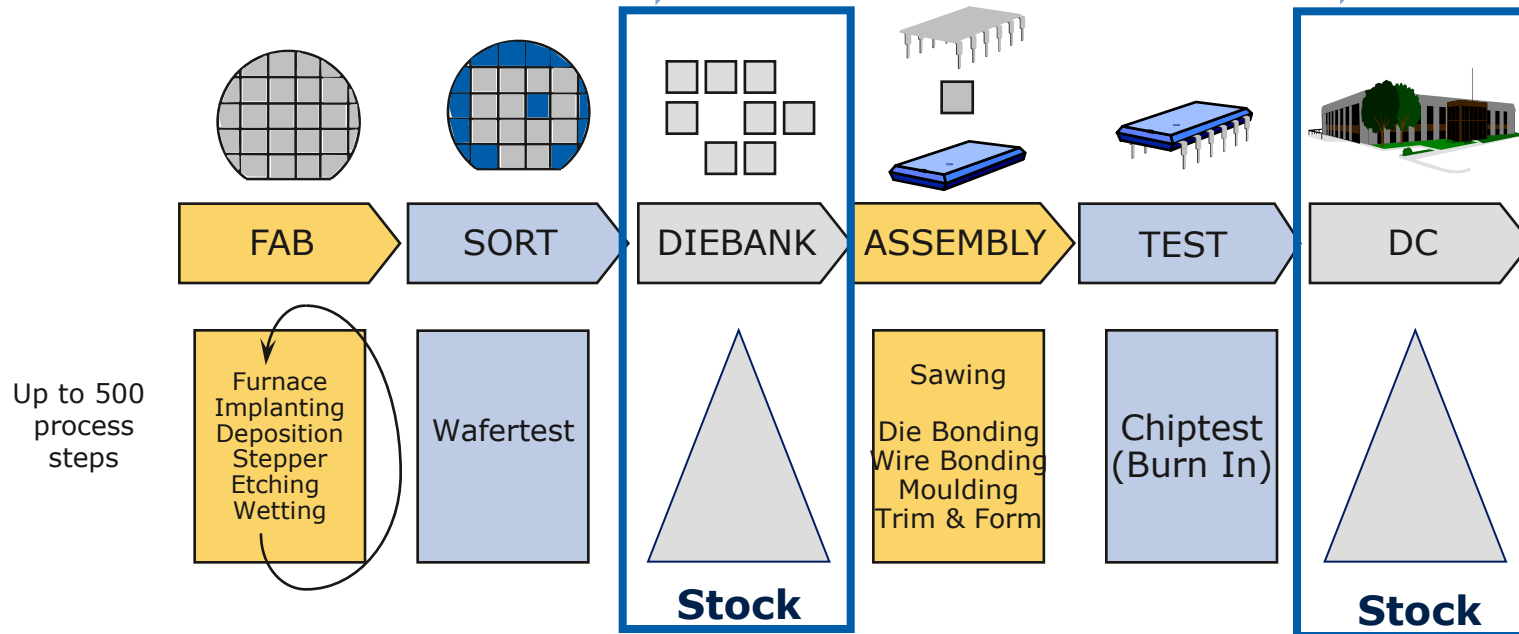 FAB
SORT
DIEBANK
ASSEMBLY
TEST
DC
Up to 500
process
steps
Furnace
Implanting
Deposition
Stepper
Etching
Wetting
Wafertest
Sawing
Die Bonding
Wire Bonding
Moulding
Trim & Form
Chiptest
(Burn In)
Stock
Stock